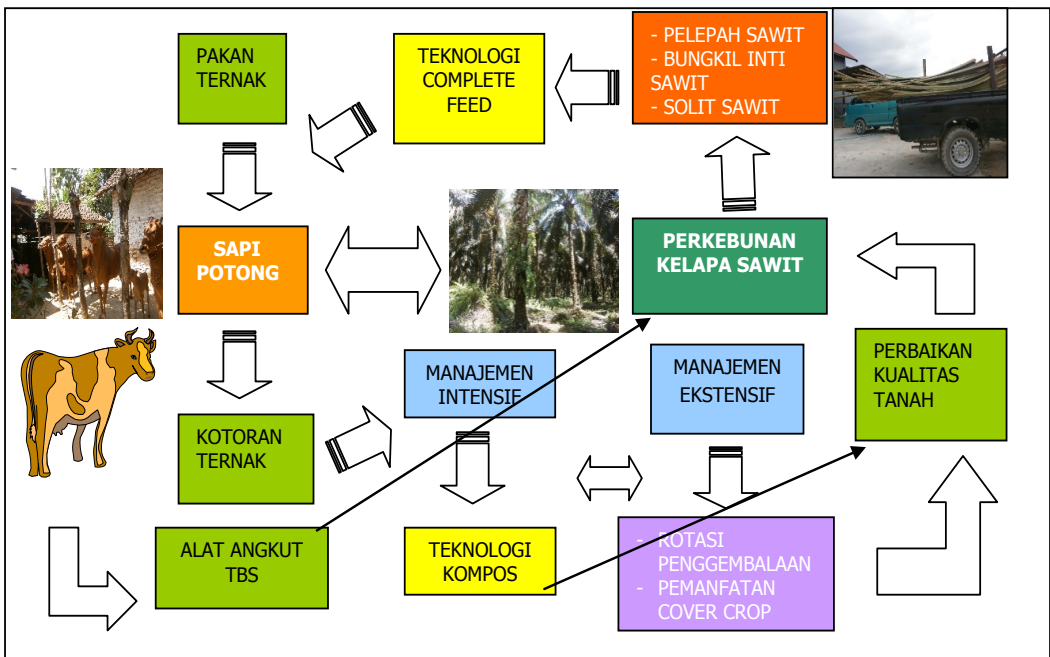 PAKAN
TERNAK
TEKNOLOGI
COMPLETE
FEED
- PELEPAH SAWIT
- BUNGKIL INTI
SAWIT
- SOLIT SAWIT
SAPI
POTONG
PERKEBUNAN
KELAPA SAWIT
MANAJEMEN
INTENSIF
MANAJEMEN
EKSTENSIF
PERBAIKAN
KUALITAS
TANAH
KOTORAN
TERNAK
ALAT ANGKUT
TBS
TEKNOLOGI
KOMPOS
- ROTASI
PENGGEMBALAAN
- PEMANFATAN
COVER CROP